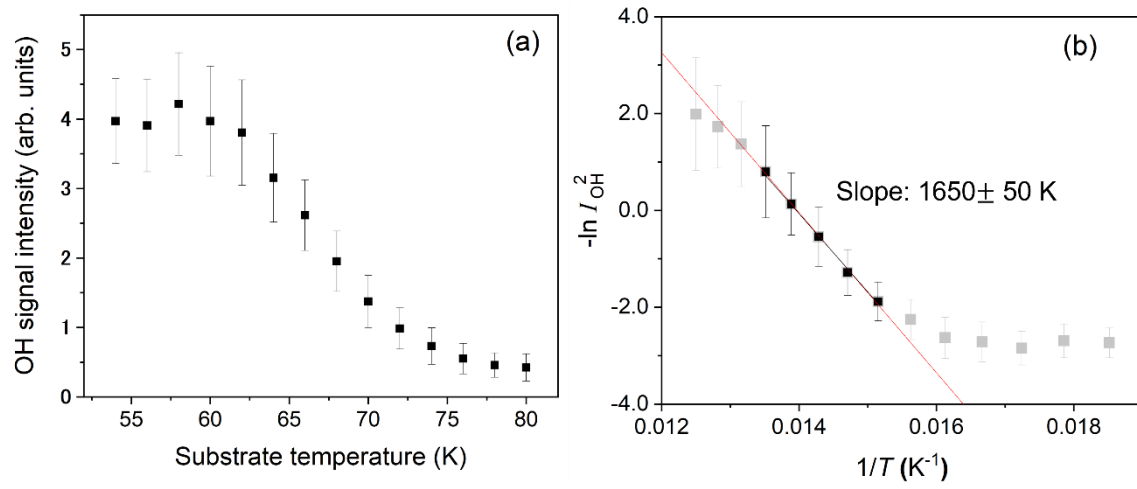 (a)
OH signal intensity (arb. units)
5
4
3
2
1
0
55 60 65 70 75 80
Substrate temperature (K)
(b)
-ln I²OH
4.0
2.0
0.0
-2.0
-4.0
Slope: 1650± 50 K
0.012 0.014 0.016 0.018
1/T (K⁻¹)